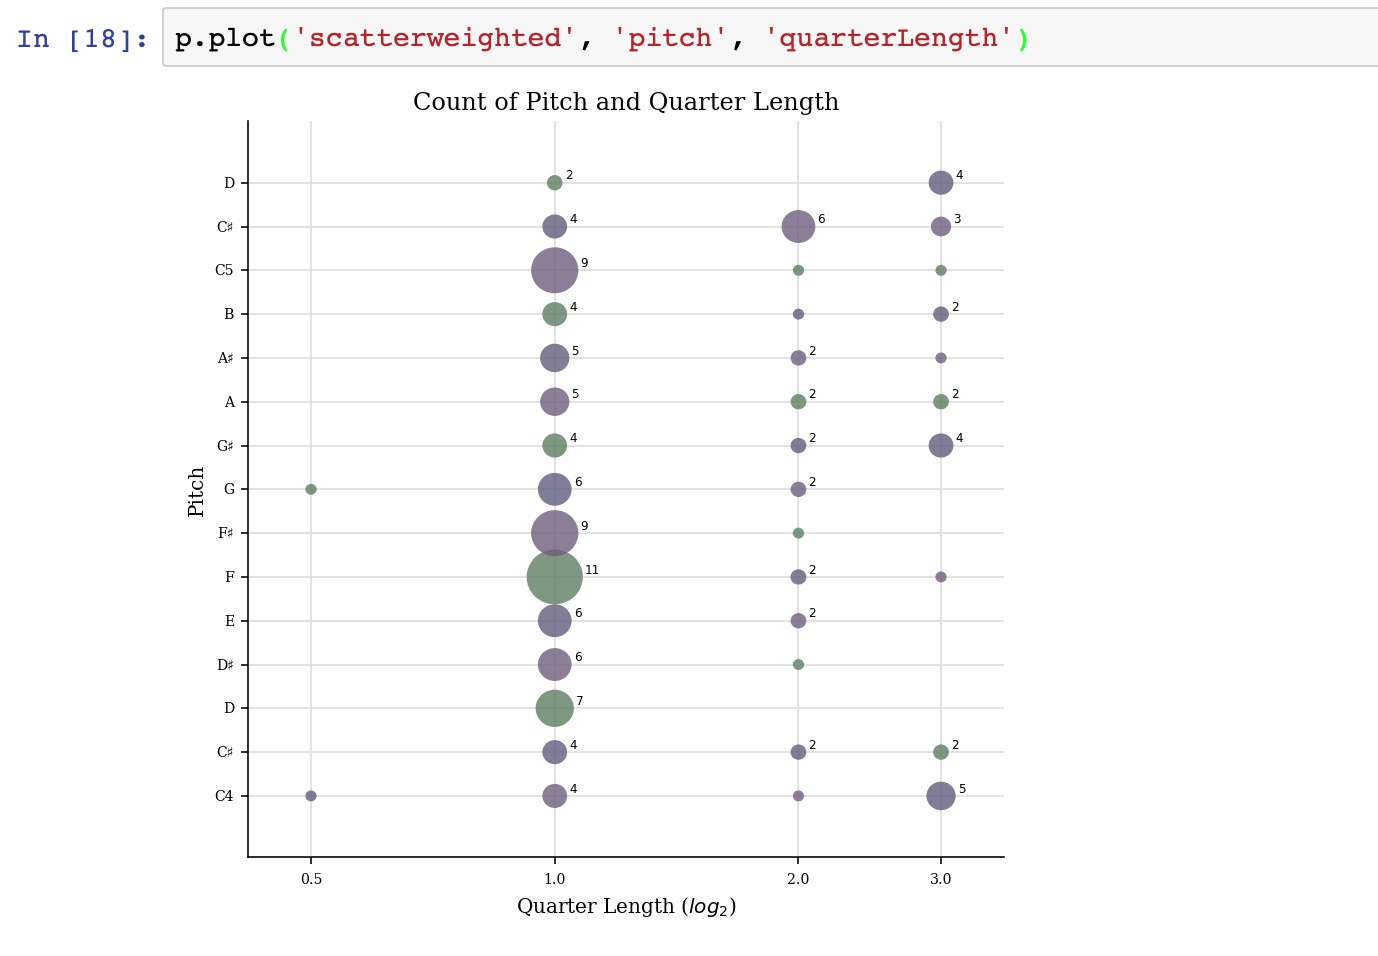 In [18]: p.plot('scatterweighted', 'pitch', 'quarterLength')
Count of Pitch and Quarter Length
D 2 4
C♯ 4 6 3
C5 9
B 4 2
A♯ 5 2
A 5 2 2
G♯ 4 2 4
Pitch
G 6 2
F♯ 9
F 11 2
E 6 2
D♯ 6
D 7
C♯ 4 2 2
C4 4 5
0.5 1.0 2.0 3.0
Quarter Length (log₂)